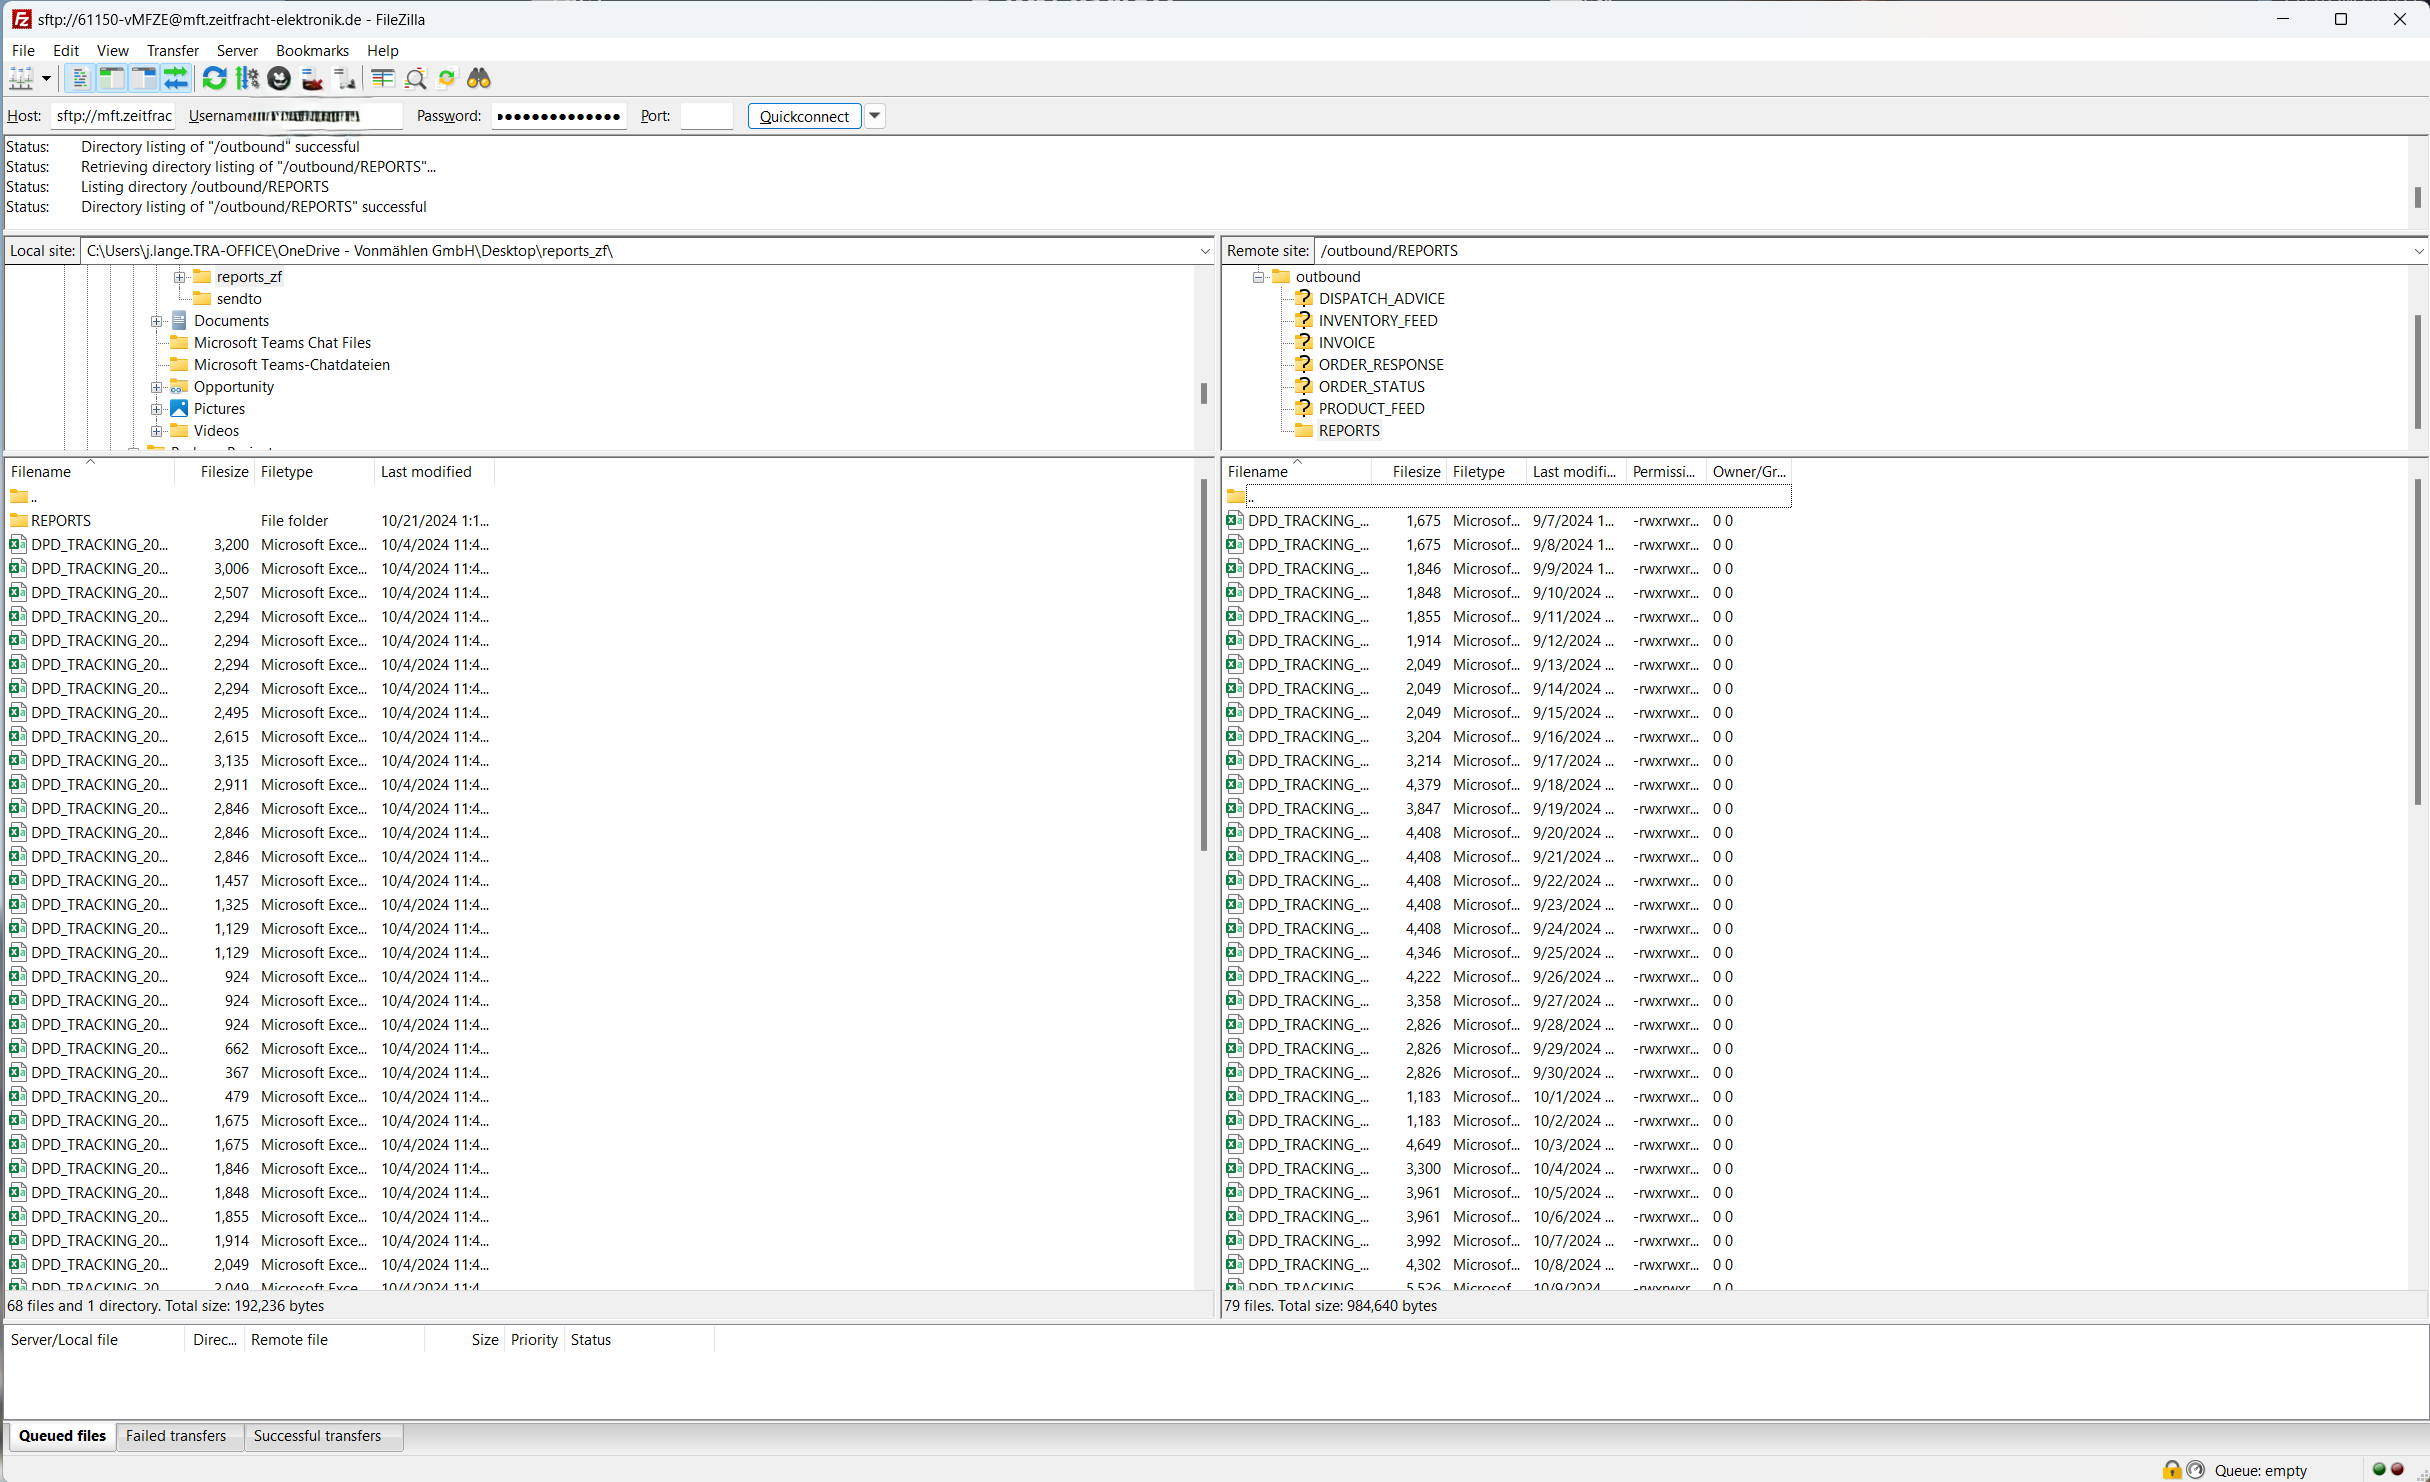 sftp://61150-vMFZE@mft.zeitfracht-elektronik.de - FileZilla
File Edit View Transfer Server Bookmarks Help
Host: sftp://mft.zeitfrac Username Password: ●●●●●●●●●●●●●● Port: Quickconnect
Status: Directory listing of "/outbound" successful
Status: Retrieving directory listing of "/outbound/REPORTS"...
Status: Listing directory /outbound/REPORTS
Status: Directory listing of "/outbound/REPORTS" successful
Local site: C:\Users\j.lange.TRA-OFFICE\OneDrive - Vonmählen GmbH\Desktop\reports_zf\
reports_zf
sendto
Documents
Microsoft Teams Chat Files
Microsoft Teams-Chatdateien
Opportunity
Pictures
Videos
Filename Filesize Filetype Last modified
..
REPORTS File folder 10/21/2024 1:1...
DPD_TRACKING_20... 3,200 Microsoft Exce... 10/4/2024 11:4...
DPD_TRACKING_20... 3,006 Microsoft Exce... 10/4/2024 11:4...
DPD_TRACKING_20... 2,507 Microsoft Exce... 10/4/2024 11:4...
DPD_TRACKING_20... 2,294 Microsoft Exce... 10/4/2024 11:4...
DPD_TRACKING_20... 2,294 Microsoft Exce... 10/4/2024 11:4...
DPD_TRACKING_20... 2,294 Microsoft Exce... 10/4/2024 11:4...
DPD_TRACKING_20... 2,294 Microsoft Exce... 10/4/2024 11:4...
DPD_TRACKING_20... 2,495 Microsoft Exce... 10/4/2024 11:4...
DPD_TRACKING_20... 2,615 Microsoft Exce... 10/4/2024 11:4...
DPD_TRACKING_20... 3,135 Microsoft Exce... 10/4/2024 11:4...
DPD_TRACKING_20... 2,911 Microsoft Exce... 10/4/2024 11:4...
DPD_TRACKING_20... 2,846 Microsoft Exce... 10/4/2024 11:4...
DPD_TRACKING_20... 2,846 Microsoft Exce... 10/4/2024 11:4...
DPD_TRACKING_20... 2,846 Microsoft Exce... 10/4/2024 11:4...
DPD_TRACKING_20... 1,457 Microsoft Exce... 10/4/2024 11:4...
DPD_TRACKING_20... 1,325 Microsoft Exce... 10/4/2024 11:4...
DPD_TRACKING_20... 1,129 Microsoft Exce... 10/4/2024 11:4...
DPD_TRACKING_20... 1,129 Microsoft Exce... 10/4/2024 11:4...
DPD_TRACKING_20... 924 Microsoft Exce... 10/4/2024 11:4...
DPD_TRACKING_20... 924 Microsoft Exce... 10/4/2024 11:4...
DPD_TRACKING_20... 924 Microsoft Exce... 10/4/2024 11:4...
DPD_TRACKING_20... 662 Microsoft Exce... 10/4/2024 11:4...
DPD_TRACKING_20... 367 Microsoft Exce... 10/4/2024 11:4...
DPD_TRACKING_20... 479 Microsoft Exce... 10/4/2024 11:4...
DPD_TRACKING_20... 1,675 Microsoft Exce... 10/4/2024 11:4...
DPD_TRACKING_20... 1,675 Microsoft Exce... 10/4/2024 11:4...
DPD_TRACKING_20... 1,846 Microsoft Exce... 10/4/2024 11:4...
DPD_TRACKING_20... 1,848 Microsoft Exce... 10/4/2024 11:4...
DPD_TRACKING_20... 1,855 Microsoft Exce... 10/4/2024 11:4...
DPD_TRACKING_20... 1,914 Microsoft Exce... 10/4/2024 11:4...
DPD_TRACKING_20... 2,049 Microsoft Exce... 10/4/2024 11:4...
DPD_TRACKING_20 2,049 Microsoft Exce 10/4/2024 11:4
68 files and 1 directory. Total size: 192,236 bytes
Remote site: /outbound/REPORTS
outbound
DISPATCH_ADVICE
INVENTORY_FEED
INVOICE
ORDER_RESPONSE
ORDER_STATUS
PRODUCT_FEED
REPORTS
Filename Filesize Filetype Last modifi... Permissi... Owner/Gr...
..
DPD_TRACKING_... 1,675 Microsof... 9/7/2024 1... -rwxrwxr... 0 0
DPD_TRACKING_... 1,675 Microsof... 9/8/2024 1... -rwxrwxr... 0 0
DPD_TRACKING_... 1,846 Microsof... 9/9/2024 1... -rwxrwxr... 0 0
DPD_TRACKING_... 1,848 Microsof... 9/10/2024 ... -rwxrwxr... 0 0
DPD_TRACKING_... 1,855 Microsof... 9/11/2024 ... -rwxrwxr... 0 0
DPD_TRACKING_... 1,914 Microsof... 9/12/2024 ... -rwxrwxr... 0 0
DPD_TRACKING_... 2,049 Microsof... 9/13/2024 ... -rwxrwxr... 0 0
DPD_TRACKING_... 2,049 Microsof... 9/14/2024 ... -rwxrwxr... 0 0
DPD_TRACKING_... 2,049 Microsof... 9/15/2024 ... -rwxrwxr... 0 0
DPD_TRACKING_... 3,204 Microsof... 9/16/2024 ... -rwxrwxr... 0 0
DPD_TRACKING_... 3,214 Microsof... 9/17/2024 ... -rwxrwxr... 0 0
DPD_TRACKING_... 4,379 Microsof... 9/18/2024 ... -rwxrwxr... 0 0
DPD_TRACKING_... 3,847 Microsof... 9/19/2024 ... -rwxrwxr... 0 0
DPD_TRACKING_... 4,408 Microsof... 9/20/2024 ... -rwxrwxr... 0 0
DPD_TRACKING_... 4,408 Microsof... 9/21/2024 ... -rwxrwxr... 0 0
DPD_TRACKING_... 4,408 Microsof... 9/22/2024 ... -rwxrwxr... 0 0
DPD_TRACKING_... 4,408 Microsof... 9/23/2024 ... -rwxrwxr... 0 0
DPD_TRACKING_... 4,408 Microsof... 9/24/2024 ... -rwxrwxr... 0 0
DPD_TRACKING_... 4,346 Microsof... 9/25/2024 ... -rwxrwxr... 0 0
DPD_TRACKING_... 4,222 Microsof... 9/26/2024 ... -rwxrwxr... 0 0
DPD_TRACKING_... 3,358 Microsof... 9/27/2024 ... -rwxrwxr... 0 0
DPD_TRACKING_... 2,826 Microsof... 9/28/2024 ... -rwxrwxr... 0 0
DPD_TRACKING_... 2,826 Microsof... 9/29/2024 ... -rwxrwxr... 0 0
DPD_TRACKING_... 2,826 Microsof... 9/30/2024 ... -rwxrwxr... 0 0
DPD_TRACKING_... 1,183 Microsof... 10/1/2024 ... -rwxrwxr... 0 0
DPD_TRACKING_... 1,183 Microsof... 10/2/2024 ... -rwxrwxr... 0 0
DPD_TRACKING_... 4,649 Microsof... 10/3/2024 ... -rwxrwxr... 0 0
DPD_TRACKING_... 3,300 Microsof... 10/4/2024 ... -rwxrwxr... 0 0
DPD_TRACKING_... 3,961 Microsof... 10/5/2024 ... -rwxrwxr... 0 0
DPD_TRACKING_... 3,961 Microsof... 10/6/2024 ... -rwxrwxr... 0 0
DPD_TRACKING_... 3,992 Microsof... 10/7/2024 ... -rwxrwxr... 0 0
DPD_TRACKING_... 4,302 Microsof... 10/8/2024 ... -rwxrwxr... 0 0
DPD_TRACKING 5,526 Microsof 10/9/2024 -rwxrwxr 0 0
79 files. Total size: 984,640 bytes
Server/Local file Direc... Remote file Size Priority Status
Queued files Failed transfers Successful transfers
Queue: empty